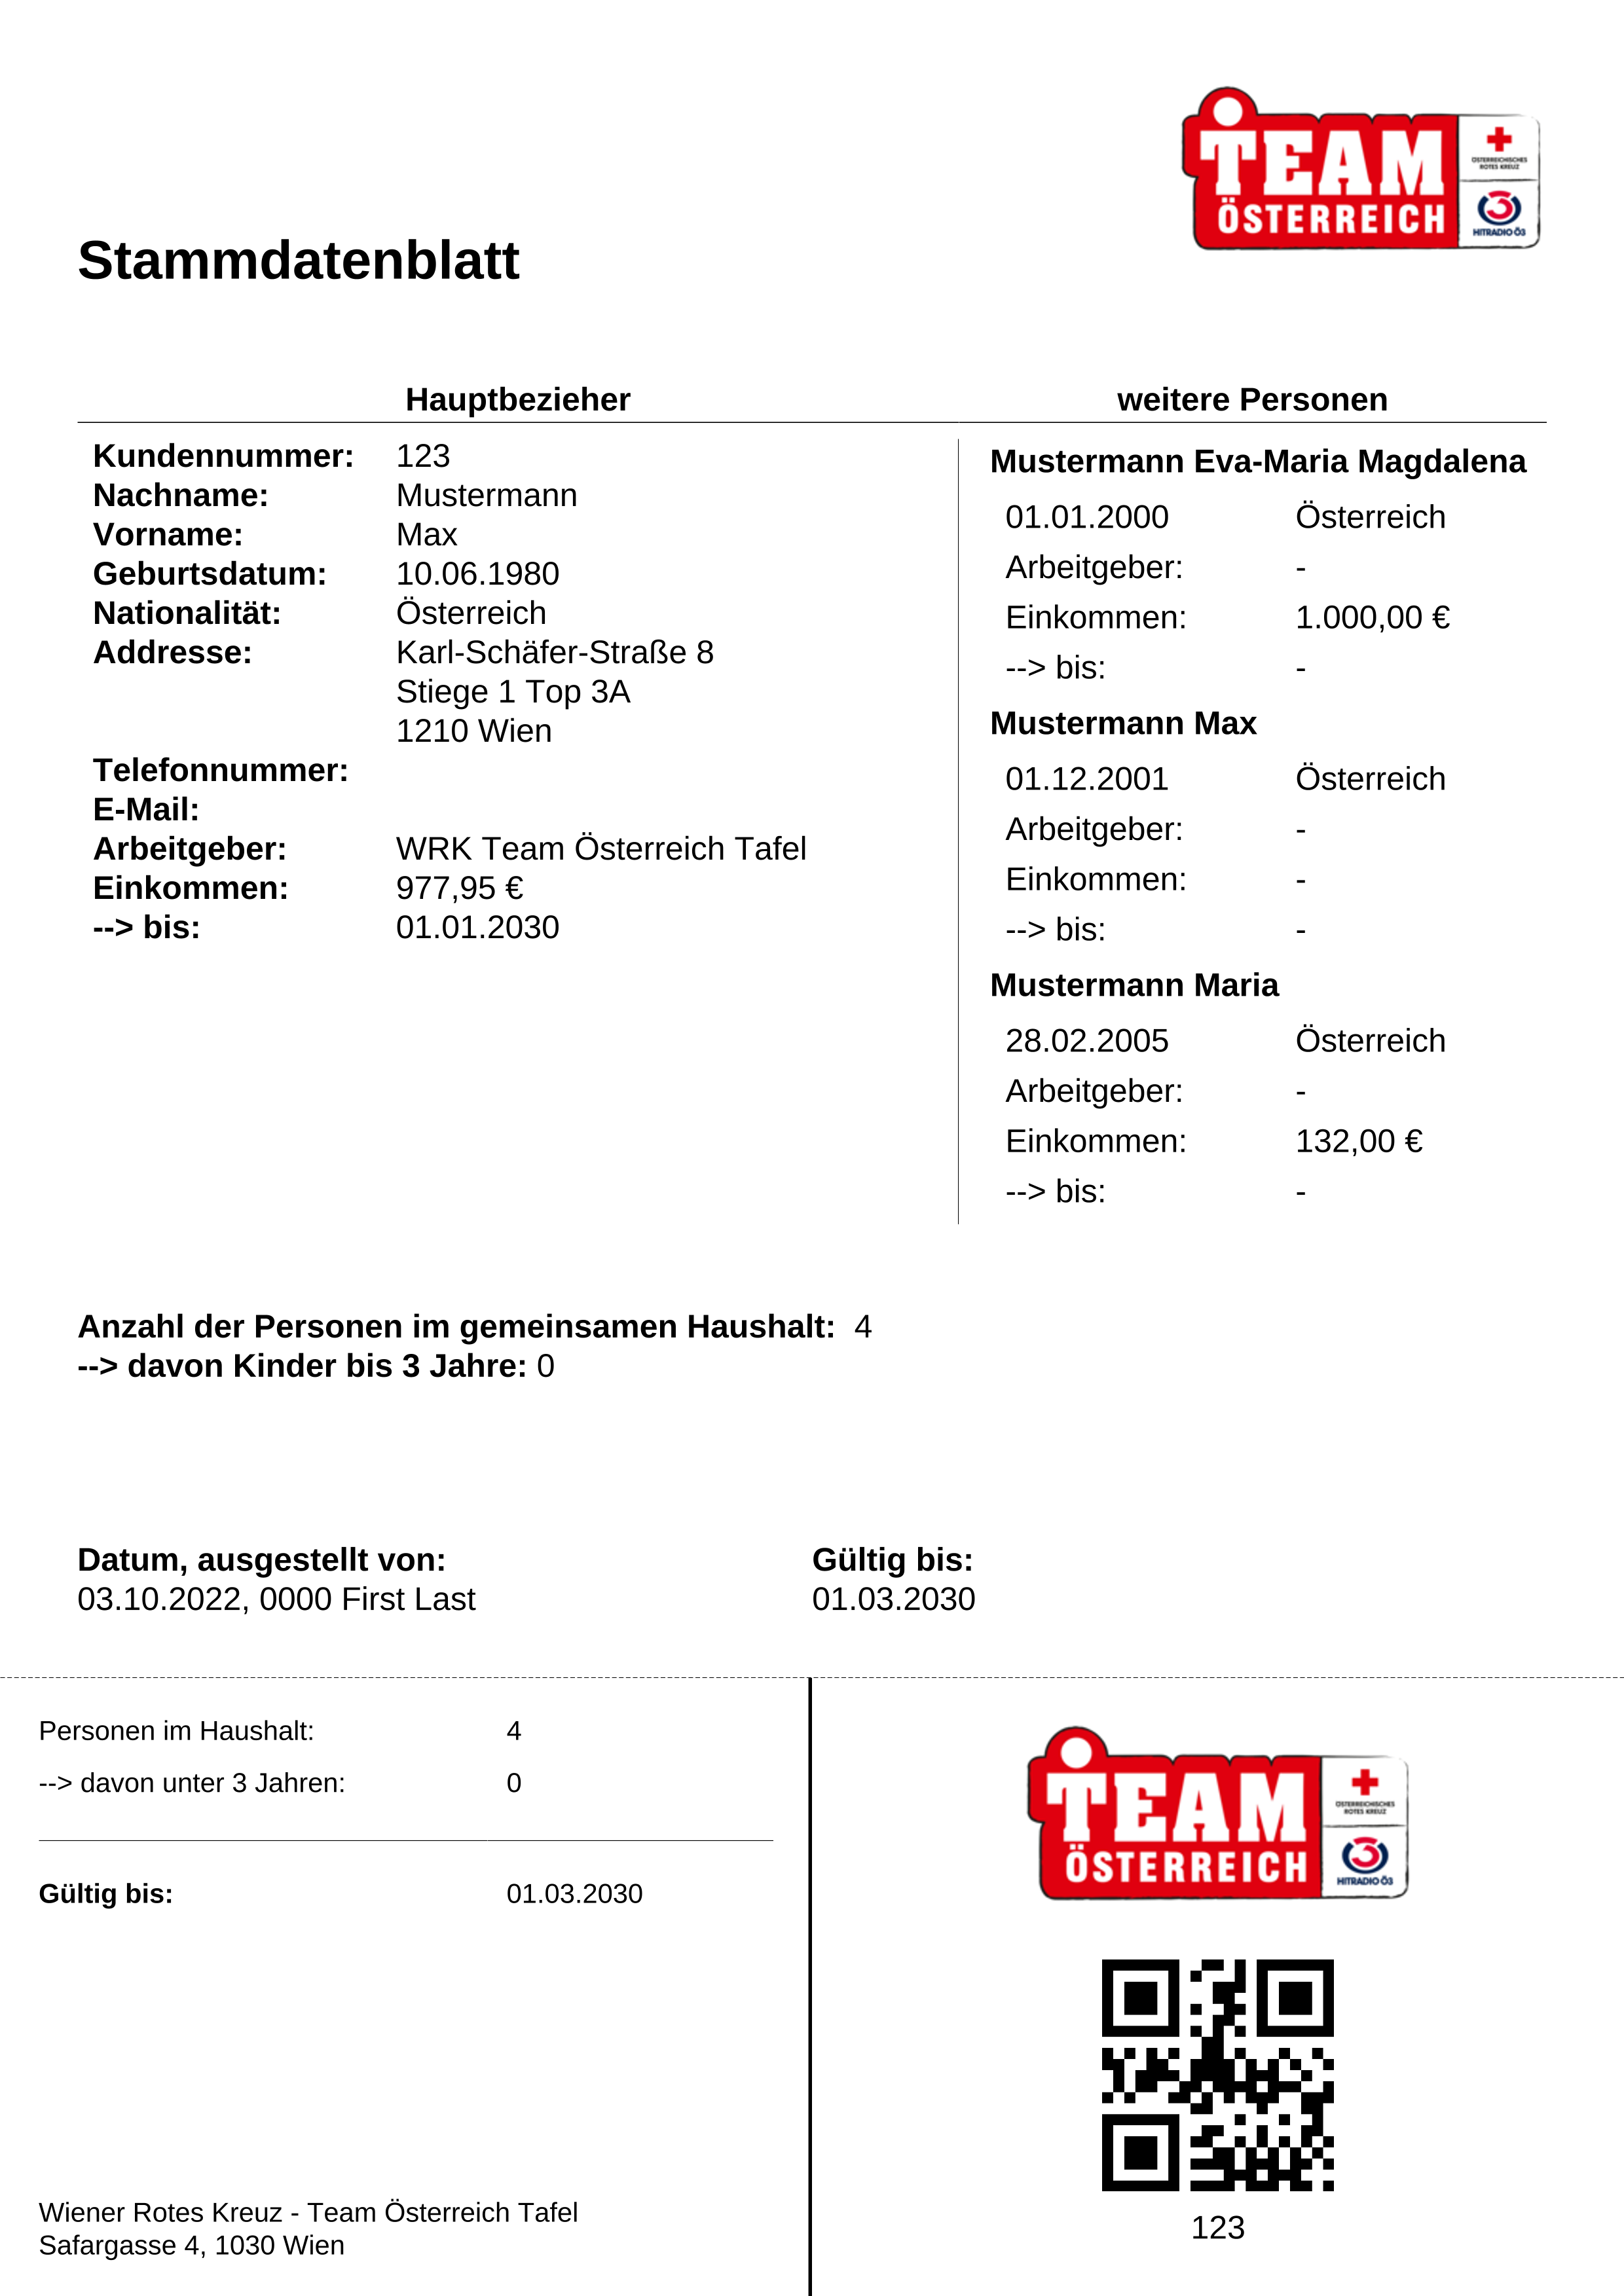 TEAM
ÖSTERREICH
ÖSTERREICHISCHES
ROTES KREUZ
HITRADIO Ö3
Stammdatenblatt
Hauptbezieher
Kundennummer: 123
Nachname: Mustermann
Vorname: Max
Geburtsdatum: 10.06.1980
Nationalität: Österreich
Addresse: Karl-Schäfer-Straße 8
Stiege 1 Top 3A
1210 Wien
Telefonnummer:
E-Mail:
Arbeitgeber: WRK Team Österreich Tafel
Einkommen: 977,95 €
--> bis: 01.01.2030
weitere Personen
Mustermann Eva-Maria Magdalena
01.01.2000 Österreich
Arbeitgeber: -
Einkommen: 1.000,00 €
--> bis: -
Mustermann Max
01.12.2001 Österreich
Arbeitgeber: -
Einkommen: -
--> bis: -
Mustermann Maria
28.02.2005 Österreich
Arbeitgeber: -
Einkommen: 132,00 €
--> bis: -
Anzahl der Personen im gemeinsamen Haushalt: 4
--> davon Kinder bis 3 Jahre: 0
Datum, ausgestellt von:
03.10.2022, 0000 First Last
Gültig bis:
01.03.2030
Personen im Haushalt: 4
--> davon unter 3 Jahren: 0
Gültig bis: 01.03.2030
Wiener Rotes Kreuz - Team Österreich Tafel
Safargasse 4, 1030 Wien
TEAM
ÖSTERREICH
ÖSTERREICHISCHES
ROTES KREUZ
HITRADIO Ö3
123